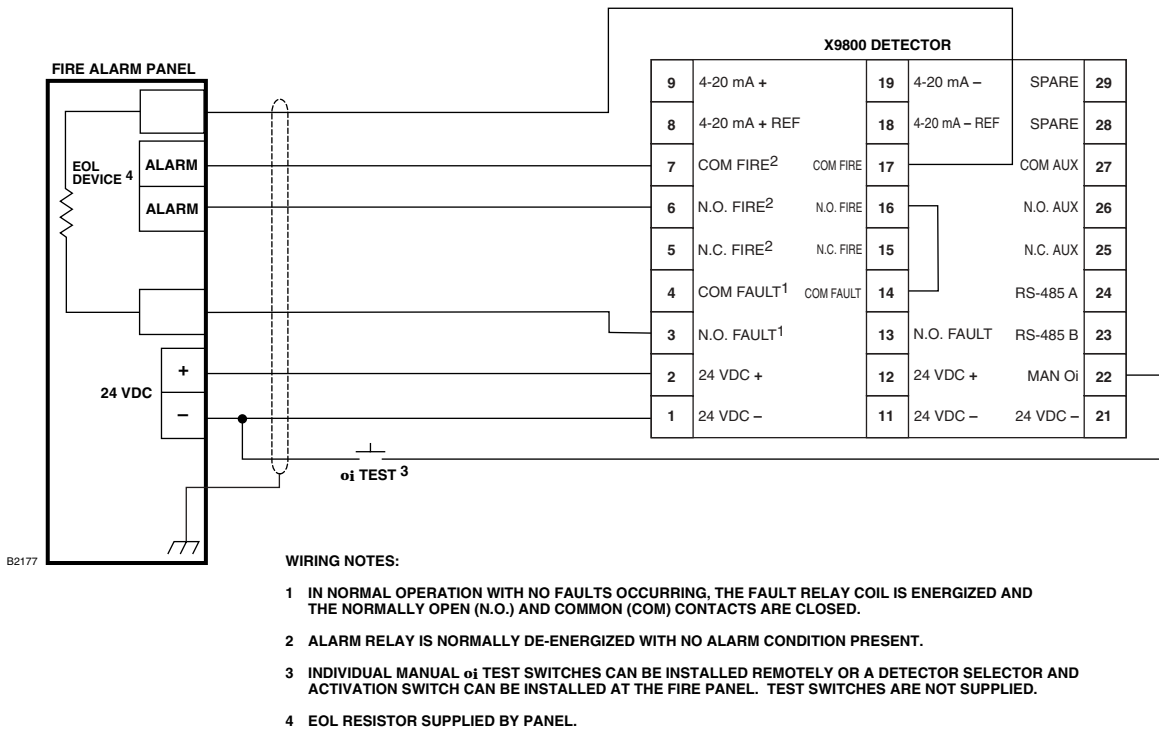 X9800 DETECTOR
FIRE ALARM PANEL
EOL
DEVICE 4
ALARM
ALARM
24 VDC
+
–
oi TEST 3
9 4-20 mA + 19 4-20 mA – SPARE 29
8 4-20 mA + REF 18 4-20 mA – REF SPARE 28
7 COM FIRE2 COM FIRE 17 COM AUX 27
6 N.O. FIRE2 N.O. FIRE 16 N.O. AUX 26
5 N.C. FIRE2 N.C. FIRE 15 N.C. AUX 25
4 COM FAULT1 COM FAULT 14 RS-485 A 24
3 N.O. FAULT1 13 N.O. FAULT RS-485 B 23
2 24 VDC + 12 24 VDC + MAN Oi 22
1 24 VDC – 11 24 VDC – 24 VDC – 21
B2177
WIRING NOTES:
1 IN NORMAL OPERATION WITH NO FAULTS OCCURRING, THE FAULT RELAY COIL IS ENERGIZED AND
THE NORMALLY OPEN (N.O.) AND COMMON (COM) CONTACTS ARE CLOSED.
2 ALARM RELAY IS NORMALLY DE-ENERGIZED WITH NO ALARM CONDITION PRESENT.
3 INDIVIDUAL MANUAL oi TEST SWITCHES CAN BE INSTALLED REMOTELY OR A DETECTOR SELECTOR AND
ACTIVATION SWITCH CAN BE INSTALLED AT THE FIRE PANEL. TEST SWITCHES ARE NOT SUPPLIED.
4 EOL RESISTOR SUPPLIED BY PANEL.